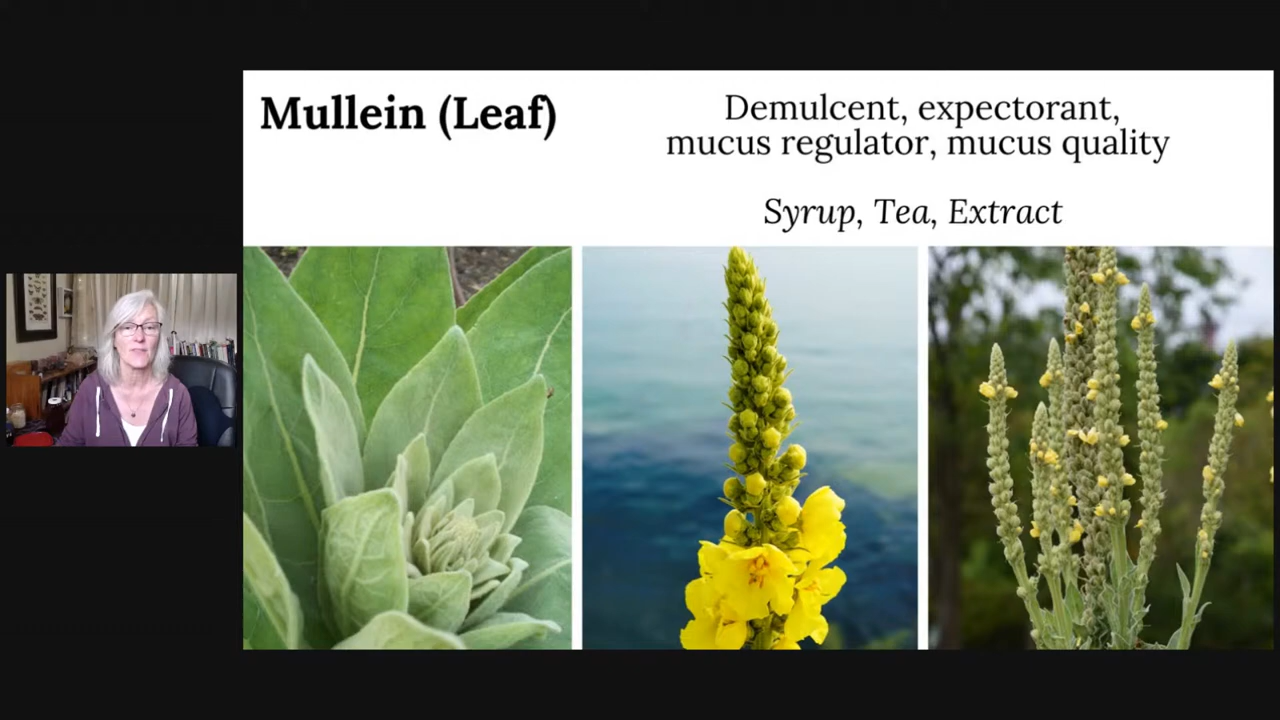 Mullein (Leaf)
Demulcent, expectorant,
mucus regulator, mucus quality
Syrup, Tea, Extract